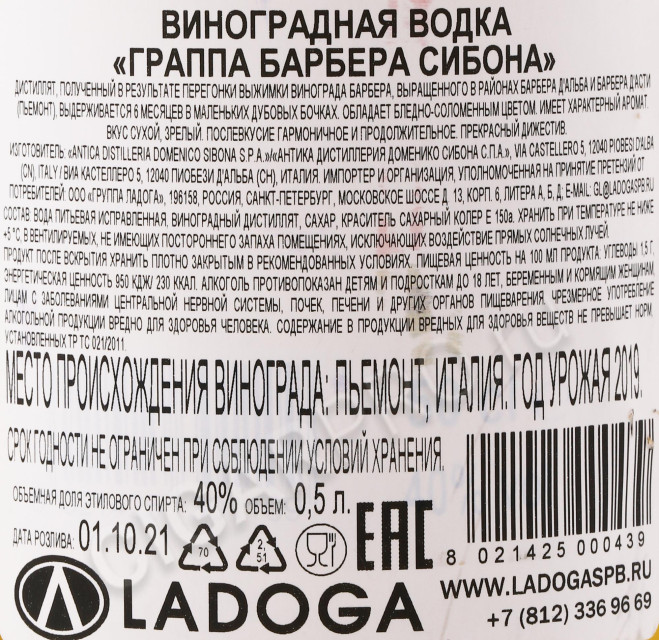 ВИНОГРАДНАЯ ВОДКА
«ГРАППА БАРБЕРА СИБОНА»
ДИСТИЛЛЯТ, ПОЛУЧЕННЫЙ В РЕЗУЛЬТАТЕ ПЕРЕГОНКИ ВЫЖИМКИ ВИНОГРАДА БАРБЕРА, ВЫРАЩЕННОГО В РАЙОНАХ БАРБЕРА Д'АЛЬБА И БАРБЕРА Д'АСТИ
(ПЬЕМОНТ), ВЫДЕРЖИВАЕТСЯ 6 МЕСЯЦЕВ В МАЛЕНЬКИХ ДУБОВЫХ БОЧКАХ. ОБЛАДАЕТ БЛЕДНО-СОЛОМЕННЫМ ЦВЕТОМ. ИМЕЕТ ХАРАКТЕРНЫЙ АРОМАТ.
ВКУС СУХОЙ, ЗРЕЛЫЙ. ПОСЛЕВКУСИЕ ГАРМОНИЧНОЕ И ПРОДОЛЖИТЕЛЬНОЕ. ПРЕКРАСНЫЙ ДИЖЕСТИВ.
ИЗГОТОВИТЕЛЬ: «ANTICA DISTILLERIA DOMENICO SIBONA S.P.A.»/«АНТИКА ДИСТИЛЛЕРИЯ ДОМЕНИКО СИБОНА С.П.А.», VIA CASTELLERO 5, 12040 PIOBESI D'ALBA
(CN), ITALY / ВИА КАСТЕЛЛЕРО 5, 12040 ПИОБЕЗИ Д'АЛЬБА (СН), ИТАЛИЯ. ИМПОРТЕР И ОРГАНИЗАЦИЯ, УПОЛНОМОЧЕННАЯ НА ПРИНЯТИЕ ПРЕТЕНЗИЙ ОТ
ПОТРЕБИТЕЛЕЙ: ООО «ГРУППА ЛАДОГА», 196158, РОССИЯ, САНКТ-ПЕТЕРБУРГ, МОСКОВСКОЕ ШОССЕ Д. 13, КОРП. 6, ЛИТЕРА А, Б, Д; E-MAIL: GL@LADOGASPB.RU
СОСТАВ: ВОДА ПИТЬЕВАЯ ИСПРАВЛЕННАЯ, ВИНОГРАДНЫЙ ДИСТИЛЛЯТ, САХАР, КРАСИТЕЛЬ САХАРНЫЙ КОЛЕР Е 150а. ХРАНИТЬ ПРИ ТЕМПЕРАТУРЕ НЕ НИЖЕ
+5 °С, В ВЕНТИЛИРУЕМЫХ, НЕ ИМЕЮЩИХ ПОСТОРОННЕГО ЗАПАХА ПОМЕЩЕНИЯХ, ИСКЛЮЧАЮЩИХ ВОЗДЕЙСТВИЕ ПРЯМЫХ СОЛНЕЧНЫХ ЛУЧЕЙ.
ПРОДУКТ ПОСЛЕ ВСКРЫТИЯ ХРАНИТЬ ПЛОТНО ЗАКРЫТЫМ В РЕКОМЕНДОВАННЫХ УСЛОВИЯХ. ПИЩЕВАЯ ЦЕННОСТЬ НА 100 МЛ ПРОДУКТА: УГЛЕВОДЫ 1,5 Г.
ЭНЕРГЕТИЧЕСКАЯ ЦЕННОСТЬ 950 КДЖ/ 230 ККАЛ. АЛКОГОЛЬ ПРОТИВОПОКАЗАН ДЕТЯМ И ПОДРОСТКАМ ДО 18 ЛЕТ, БЕРЕМЕННЫМ И КОРМЯЩИМ ЖЕНЩИНАМ,
ЛИЦАМ С ЗАБОЛЕВАНИЯМИ ЦЕНТРАЛЬНОЙ НЕРВНОЙ СИСТЕМЫ, ПОЧЕК, ПЕЧЕНИ И ДРУГИХ ОРГАНОВ ПИЩЕВАРЕНИЯ. ЧРЕЗМЕРНОЕ УПОТРЕБЛЕНИЕ
АЛКОГОЛЬНОЙ ПРОДУКЦИИ ВРЕДНО ДЛЯ ЗДОРОВЬЯ ЧЕЛОВЕКА. СОДЕРЖАНИЕ В ПРОДУКЦИИ ВРЕДНЫХ ДЛЯ ЗДОРОВЬЯ ВЕЩЕСТВ НЕ ПРЕВЫШАЕТ НОРМ,
УСТАНОВЛЕННЫХ ТР ТС 021/2011.
МЕСТО ПРОИСХОЖДЕНИЯ ВИНОГРАДА: ПЬЕМОНТ, ИТАЛИЯ. ГОД УРОЖАЯ 2019.
СРОК ГОДНОСТИ НЕ ОГРАНИЧЕН ПРИ СОБЛЮДЕНИИ УСЛОВИЙ ХРАНЕНИЯ.
ОБЪЕМНАЯ ДОЛЯ ЭТИЛОВОГО СПИРТА: 40% ОБЪЕМ: 0,5 Л.
ДАТА РОЗЛИВА: 01.10.21
70
2, 51
EAC
8 021425 000439
LADOGA
WWW.LADOGASPB.RU
+7 (812) 336 96 69